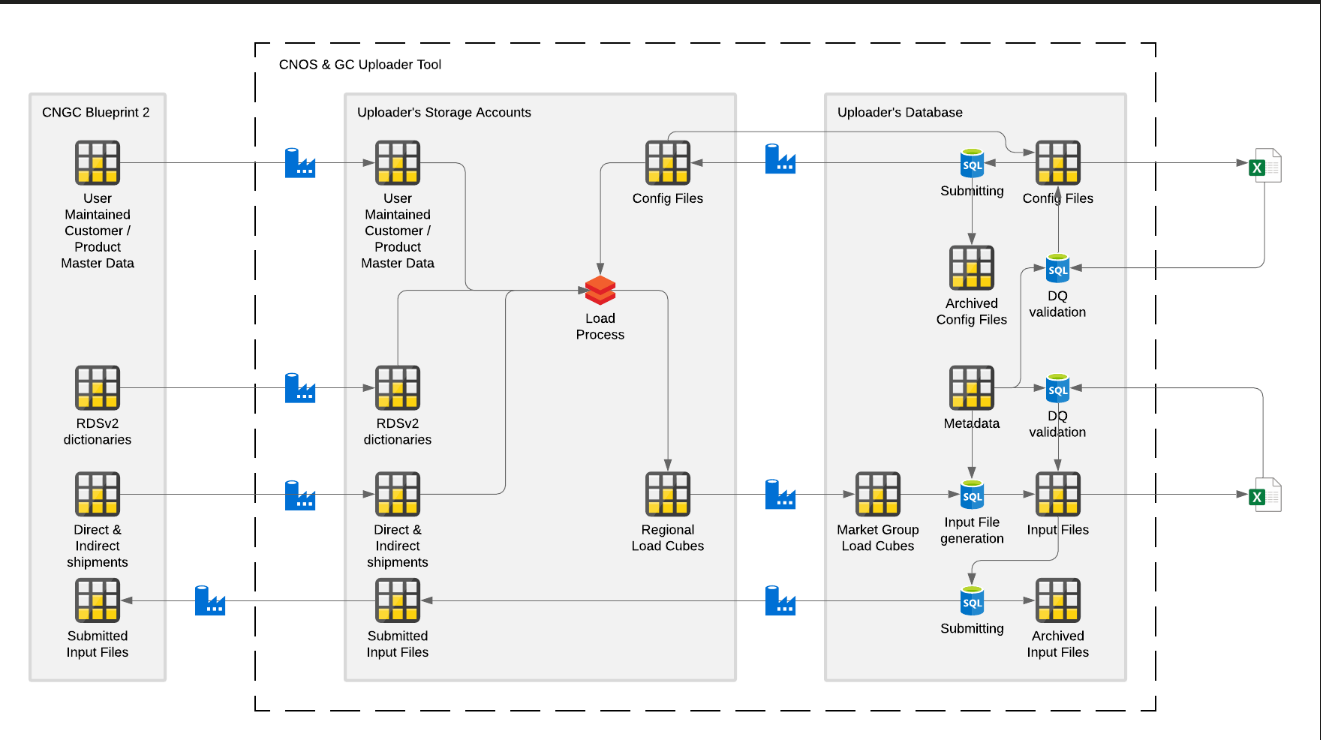 CNOS & GC Uploader Tool
CNGC Blueprint 2
User
Maintained
Customer /
Product
Master Data
RDSv2
dictionaries
Direct &
Indirect
shipments
Submitted
Input Files
Uploader's Storage Accounts
User
Maintained
Customer /
Product
Master Data
Config Files
Load
Process
RDSv2
dictionaries
Direct &
Indirect
shipments
Regional
Load Cubes
Submitted
Input Files
Uploader's Database
SQL
Submitting
Config Files
Archived
Config Files
SQL
DQ
validation
Metadata
SQL
DQ
validation
Market Group
Load Cubes
SQL
Input File
generation
Input Files
SQL
Submitting
Archived
Input Files
X
X